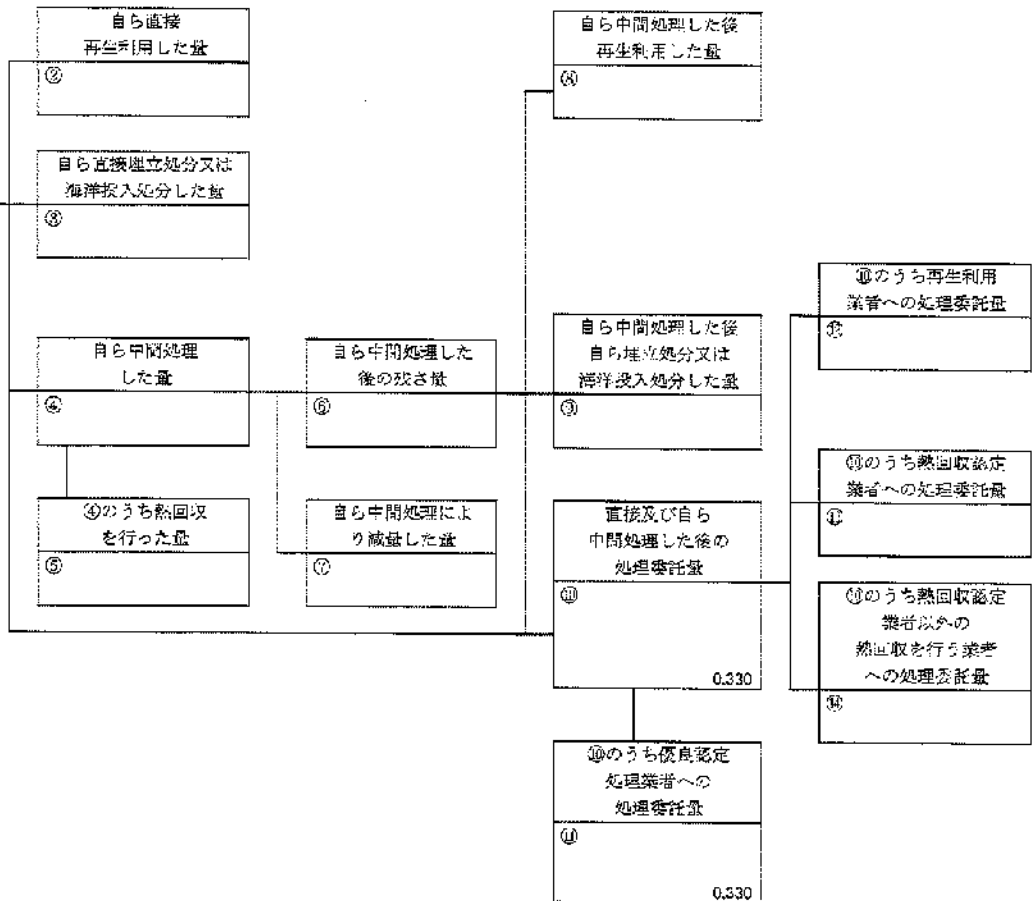 自ら直接
再生利用した量
②
自ら中間処理した後
再生利用した量
⑧
自ら直接埋立処分又は
海洋投入処分した量
③
⑩のうち再生利用
業者への処理委託量
⑫
自ら中間処理
した量
④
自ら中間処理した
後の残さ量
⑥
自ら中間処理した後
自ら埋立処分又は
海洋投入処分した量
⑨
⑩のうち熱回収認定
業者への処理委託量
⑬
④のうち熱回収
を行った量
⑤
自ら中間処理によ
り減量した量
⑦
直接及び自ら
中間処理した後の
処理委託量
⑩
0.330
⑩のうち熱回収認定
業者以外の
熱回収を行う業者
への処理委託量
⑭
⑩のうち優良認定
処理業者への
処理委託量
⑪
0.330